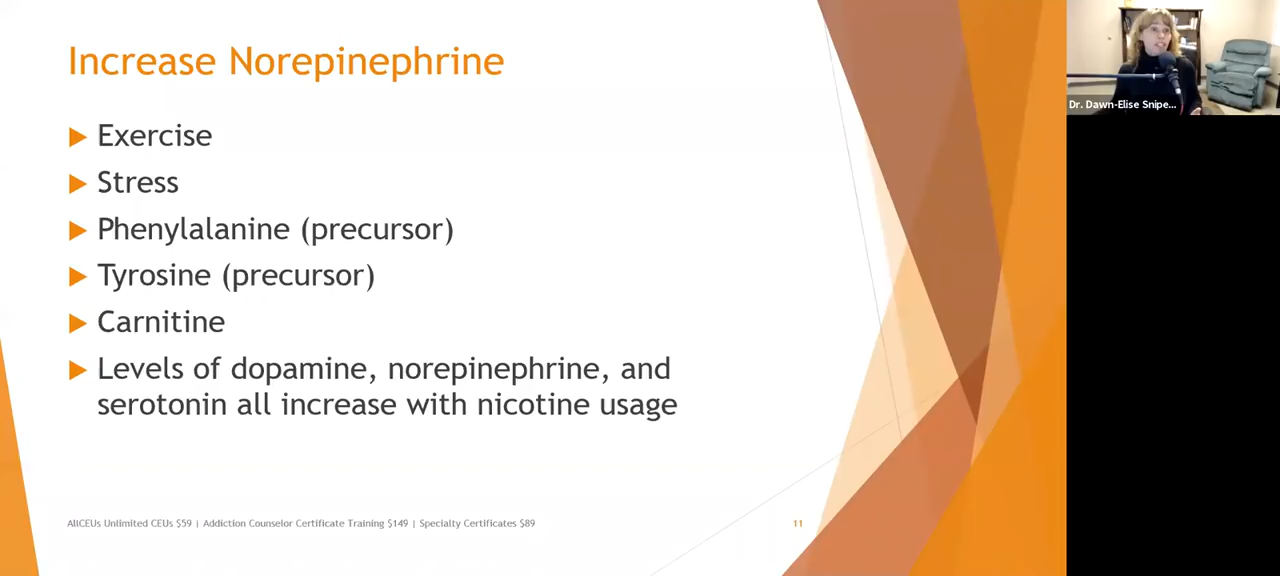 Increase Norepinephrine
Exercise
Stress
Phenylalanine (precursor)
Tyrosine (precursor)
Carnitine
Levels of dopamine, norepinephrine, and
serotonin all increase with nicotine usage
AllCEUs Unlimited CEUs $59 | Addiction Counselor Certificate Training $149 | Specialty Certificates $89
11
Dr. Dawn-Elise Snipe...